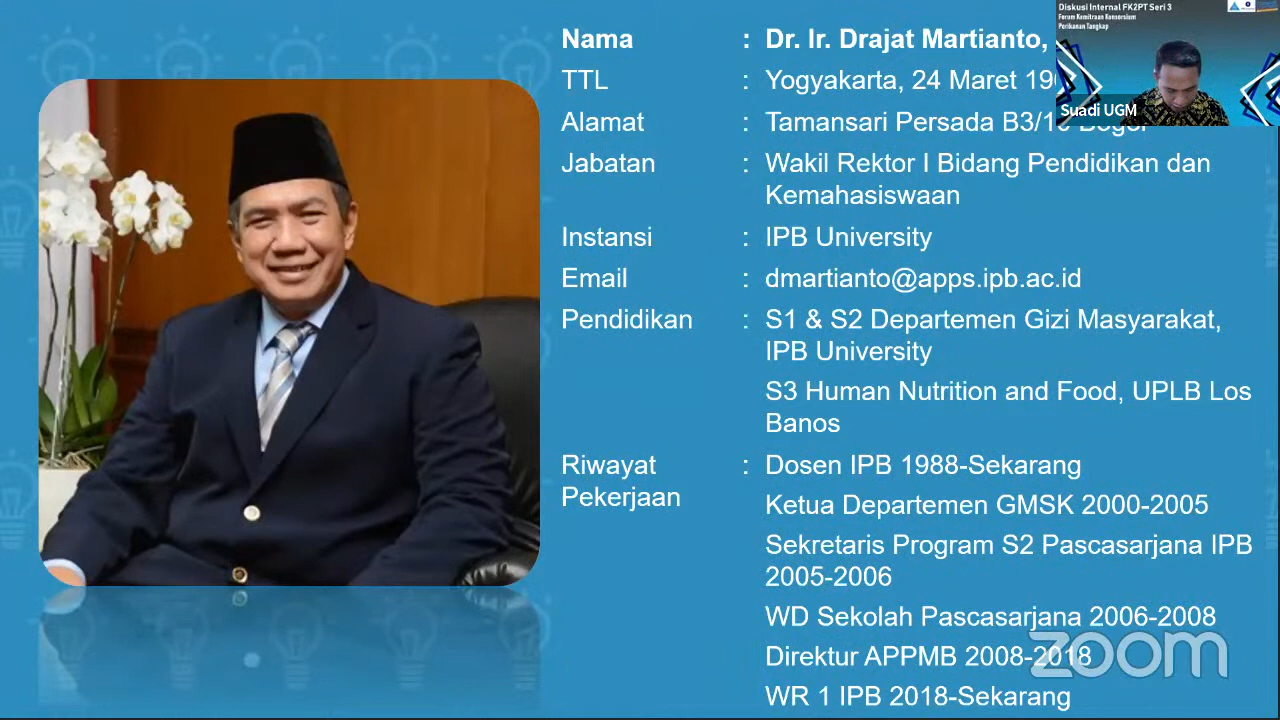 Nama : Dr. Ir. Drajat Martianto,
TTL : Yogyakarta, 24 Maret
Alamat : Tamansari Persada Bogor
Jabatan : Wakil Rektor I Bidang Pendidikan dan
Kemahasiswaan
Instansi : IPB University
Email : dmartianto@apps.ipb.ac.id
Pendidikan : S1 & S2 Departemen Gizi Masyarakat,
IPB University
S3 Human Nutrition and Food, UPLB Los
Banos
Riwayat
Pekerjaan : Dosen IPB 1988-Sekarang
Ketua Departemen GMSK 2000-2005
Sekretaris Program S2 Pascasarjana IPB
2005-2006
WD Sekolah Pascasarjana 2006-2008
Direktur APPMB 2008-2018
WR 1 IPB 2018-Sekarang
Diskusi Internal FK2PT Seri 3
Forum Kemitraan Konsorsium
Perikanan Tangkap
Suadi UGM
zoom